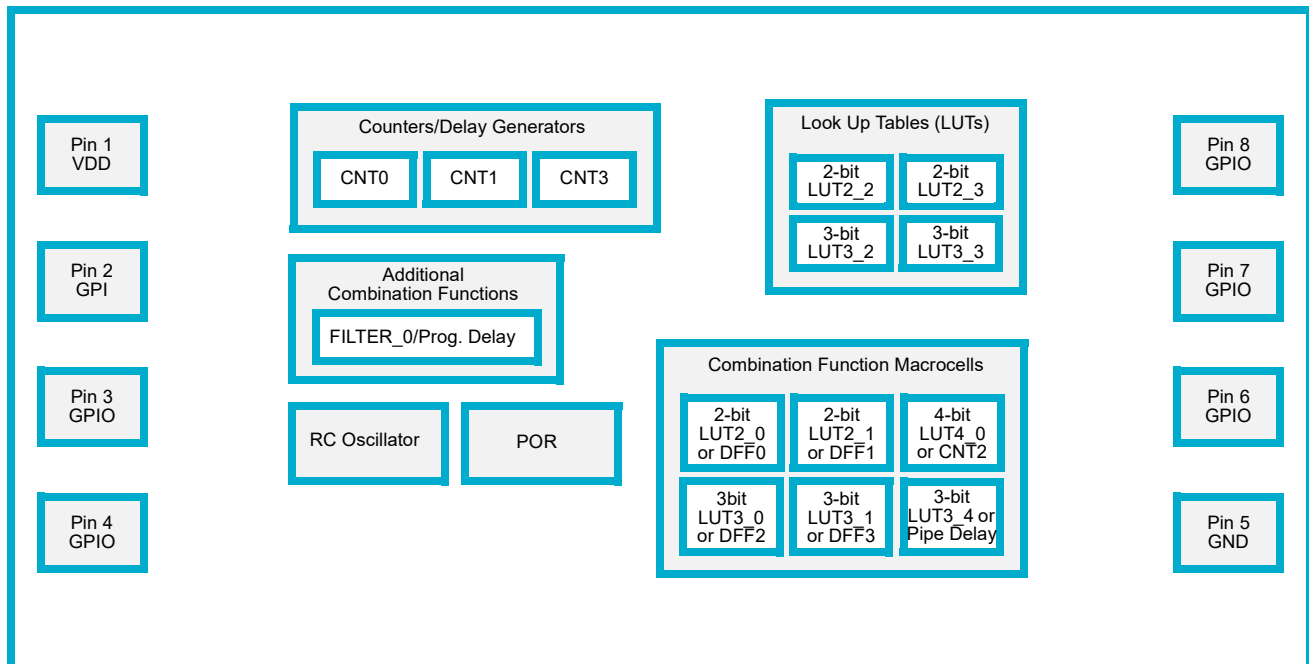 Pin 1
VDD
Pin 2
GPI
Pin 3
GPIO
Pin 4
GPIO
Counters/Delay Generators
CNT0
CNT1
CNT3
Additional
Combination Functions
FILTER_0/Prog. Delay
RC Oscillator
POR
Look Up Tables (LUTs)
2-bit
LUT2_2
2-bit
LUT2_3
3-bit
LUT3_2
3-bit
LUT3_3
Combination Function Macrocells
2-bit
LUT2_0
or DFF0
2-bit
LUT2_1
or DFF1
4-bit
LUT4_0
or CNT2
3bit
LUT3_0
or DFF2
3-bit
LUT3_1
or DFF3
3-bit
LUT3_4 or
Pipe Delay
Pin 8
GPIO
Pin 7
GPIO
Pin 6
GPIO
Pin 5
GND